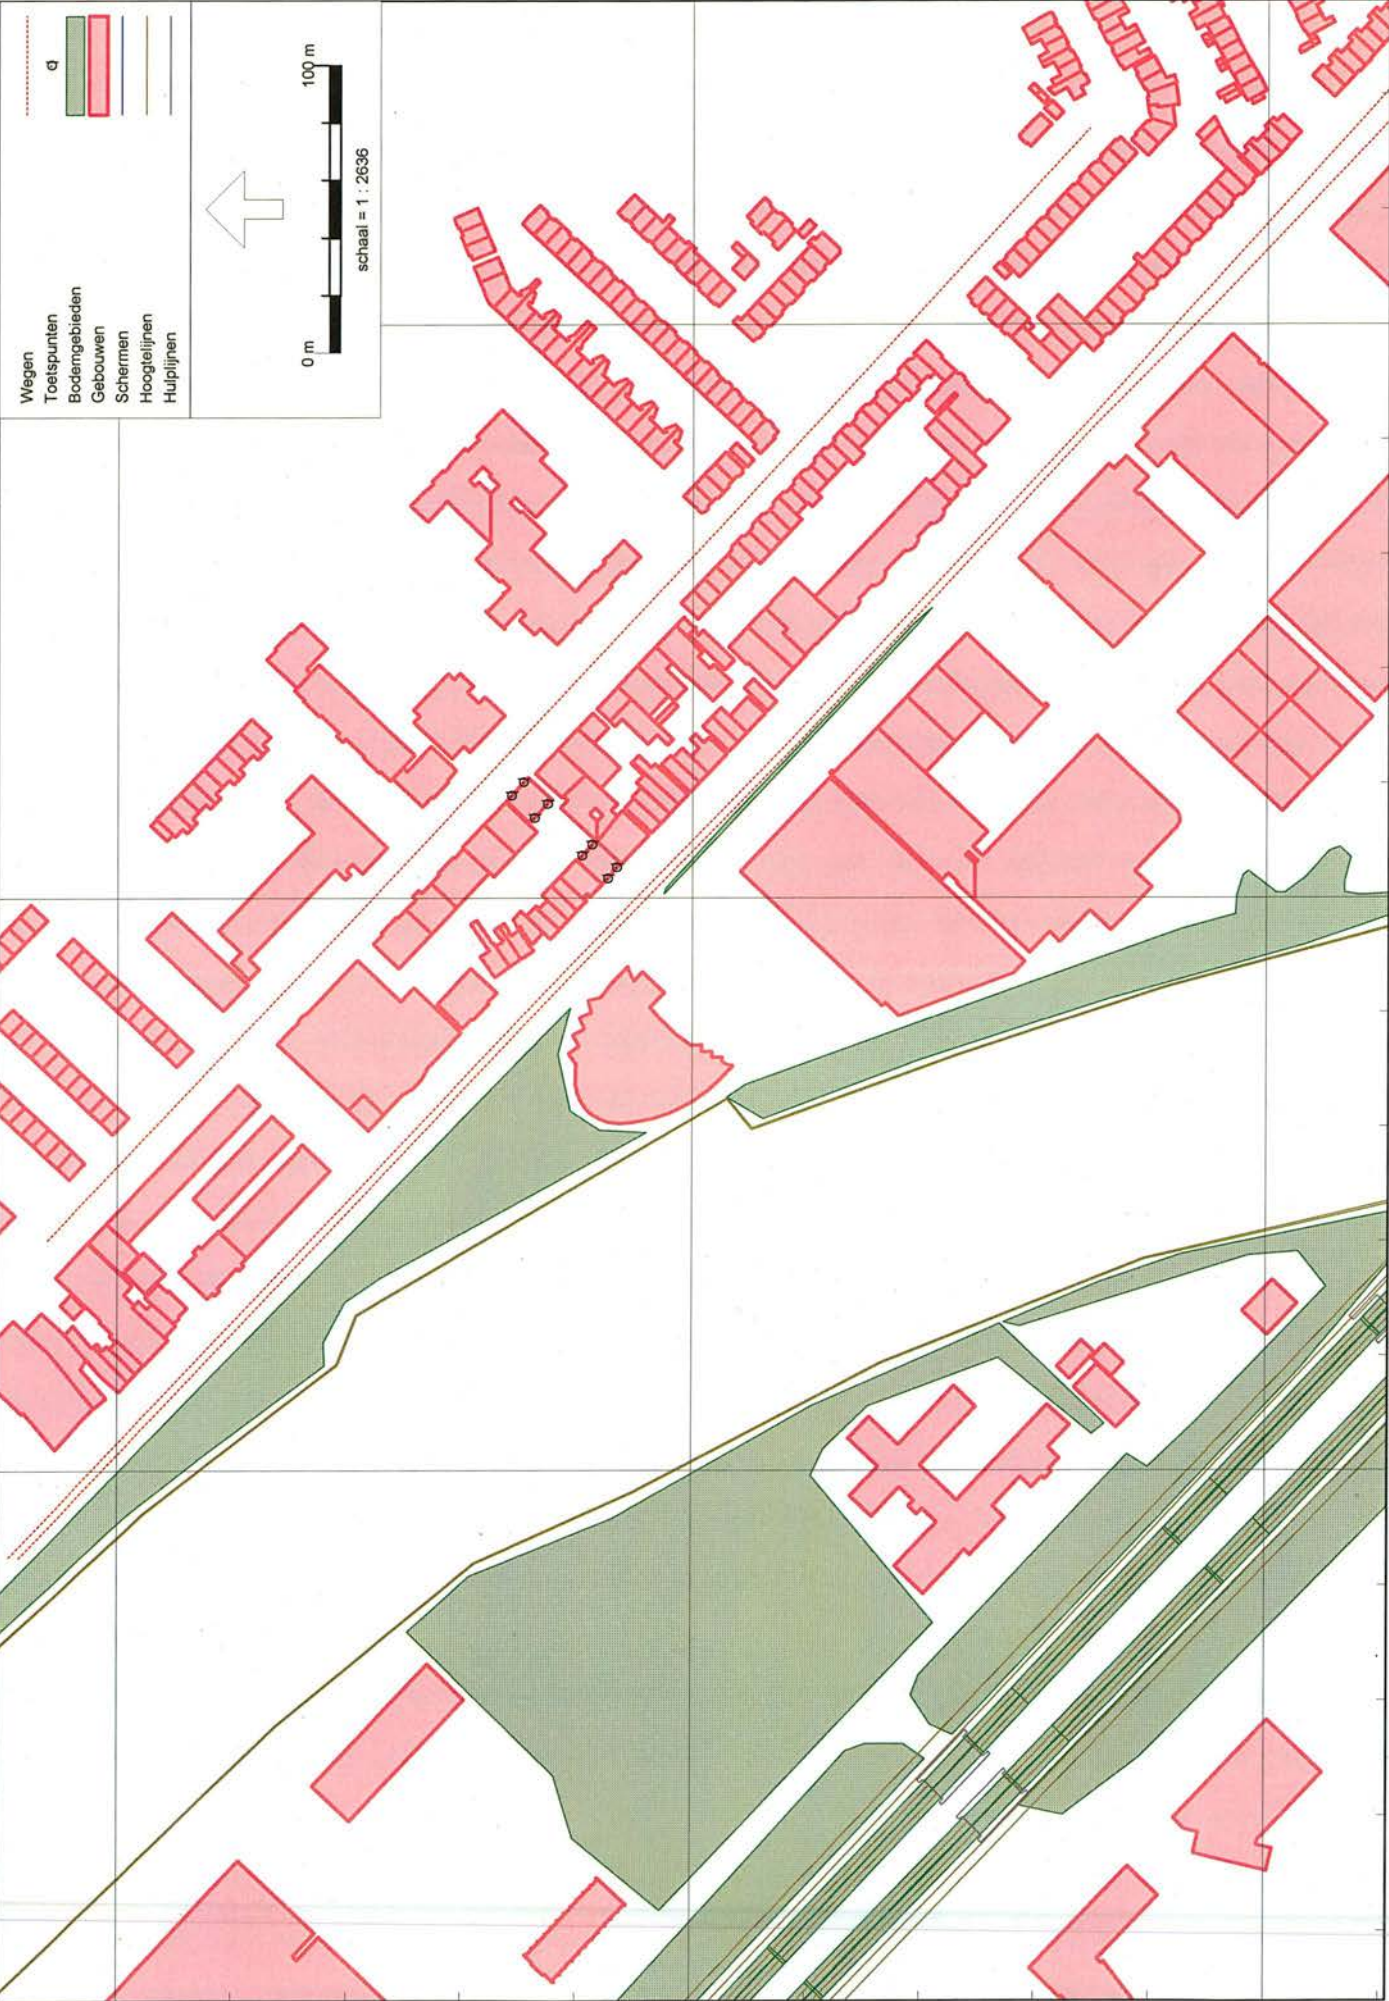 Wegen
Toetspunten
Bodemgebieden
Gebouwen
Schermen
Hoogtelijnen
Hulplijnen
0 m 100 m
schaal = 1 : 2636